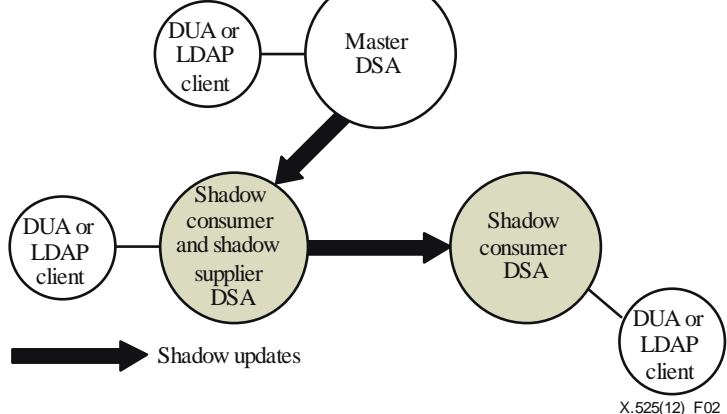 DUA or
LDAP
client
Master
DSA
DUA or
LDAP
client
Shadow
consumer
and shadow
supplier
DSA
Shadow
consumer
DSA
DUA or
LDAP
client
Shadow updates
X.525(12)_F02